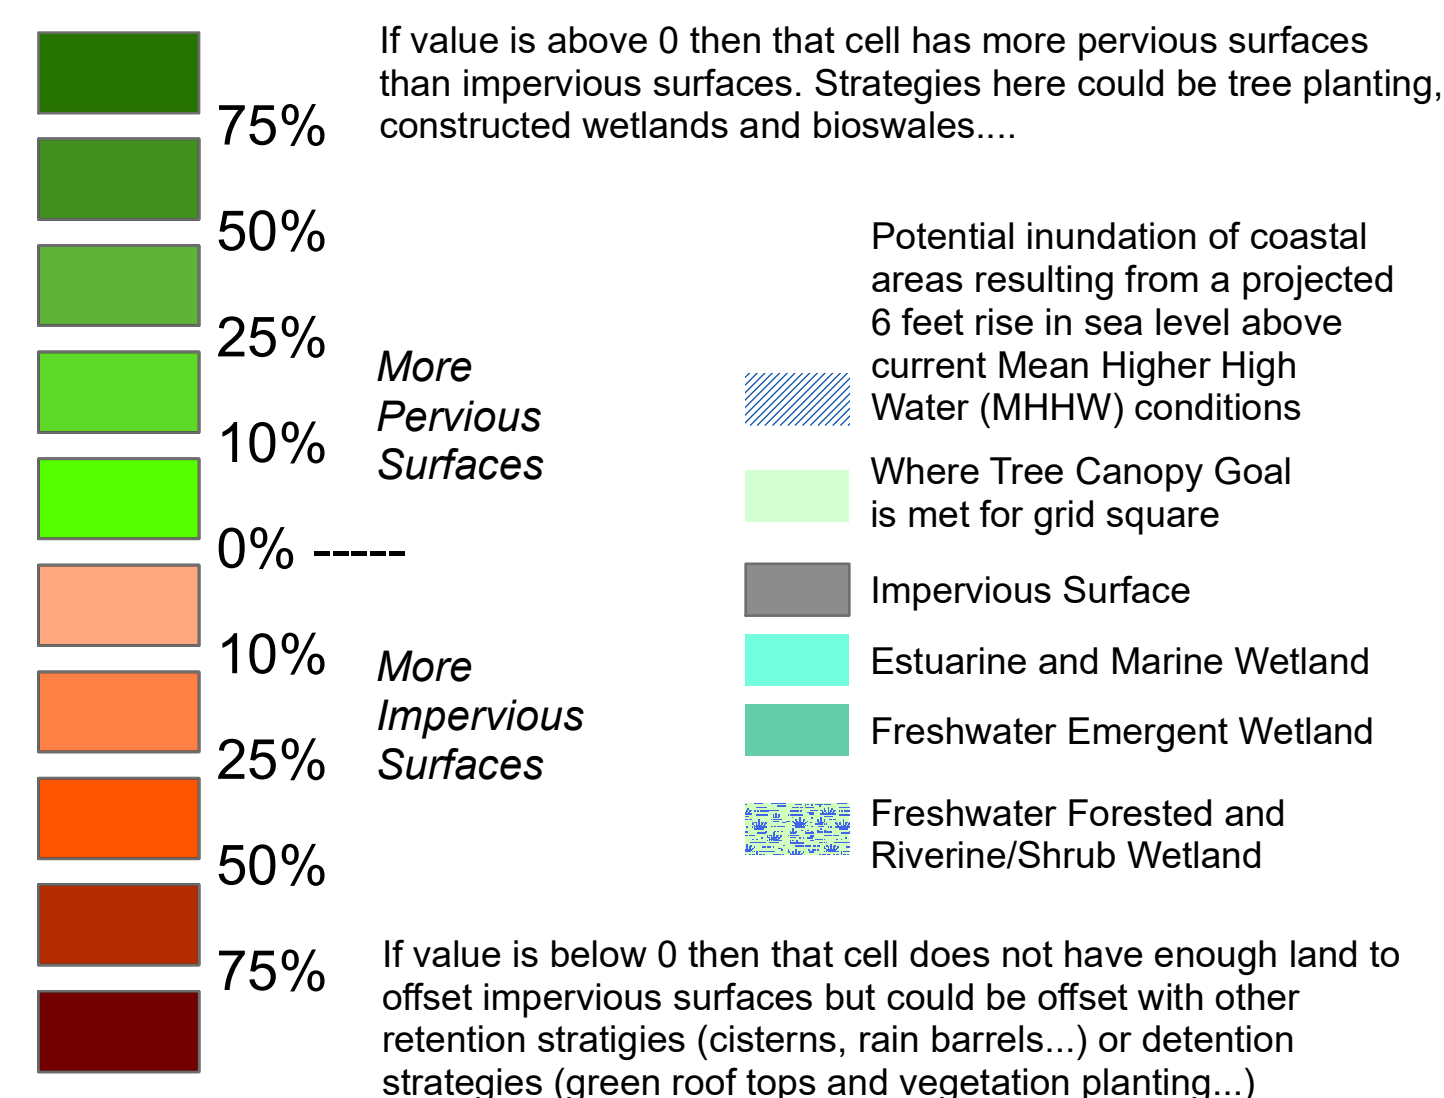 If value is above 0 then that cell has more pervious surfaces
than impervious surfaces. Strategies here could be tree planting,
constructed wetlands and bioswales....
75%
50%
25%
10%
0% -----
10%
25%
50%
75%
More
Pervious
Surfaces
More
Impervious
Surfaces
Potential inundation of coastal
areas resulting from a projected
6 feet rise in sea level above
current Mean Higher High
Water (MHHW) conditions
Where Tree Canopy Goal
is met for grid square
Impervious Surface
Estuarine and Marine Wetland
Freshwater Emergent Wetland
Freshwater Forested and
Riverine/Shrub Wetland
If value is below 0 then that cell does not have enough land to
offset impervious surfaces but could be offset with other
retention stratigies (cisterns, rain barrels...) or detention
strategies (green roof tops and vegetation planting...)